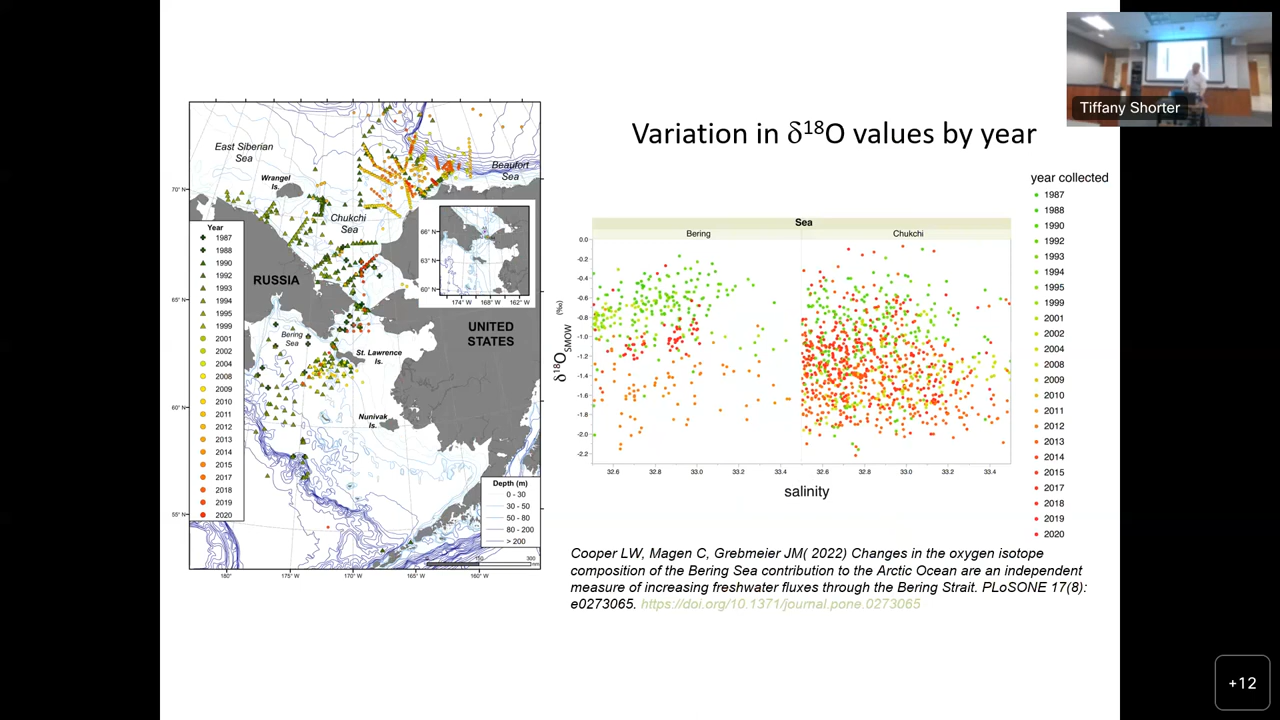 Tiffany Shorter
Variation in δ18O values by year
East Siberian
Sea
Wrangel
Is.
Beaufort
Sea
Chukchi
Sea
70° N
65° N
60° N
55° N
Year
1987
1988
1990
1992
1993
1994
1995
1999
2001
2002
2004
2008
2009
2010
2011
2012
2013
2014
2015
2017
2018
2019
2020
RUSSIA
66° N
63° N
60° N
174° W 168° W 162° W
UNITED
STATES
Bering
Sea
St. Lawrence
Is.
Nunivak
Is.
Depth (m)
0 - 30
30 - 50
50 - 80
80 - 200
> 200
180° 175° W 170° W 165° W 160° W
Sea
Bering Chukchi
δ18OSMOW (‰)
0.0
-0.2
-0.4
-0.6
-0.8
-1.0
-1.2
-1.4
-1.6
-1.8
-2.0
-2.2
32.6 32.8 33.0 33.2 33.4 32.6 32.8 33.0 33.2 33.4
salinity
year collected
1987
1988
1990
1992
1993
1994
1995
1999
2001
2002
2004
2008
2009
2010
2011
2012
2013
2014
2015
2017
2018
2019
2020
Cooper LW, Magen C, Grebmeier JM( 2022) Changes in the oxygen isotope
composition of the Bering Sea contribution to the Arctic Ocean are an independent
measure of increasing freshwater fluxes through the Bering Strait. PLoSONE 17(8):
e0273065. https://doi.org/10.1371/journal.pone.0273065
+12